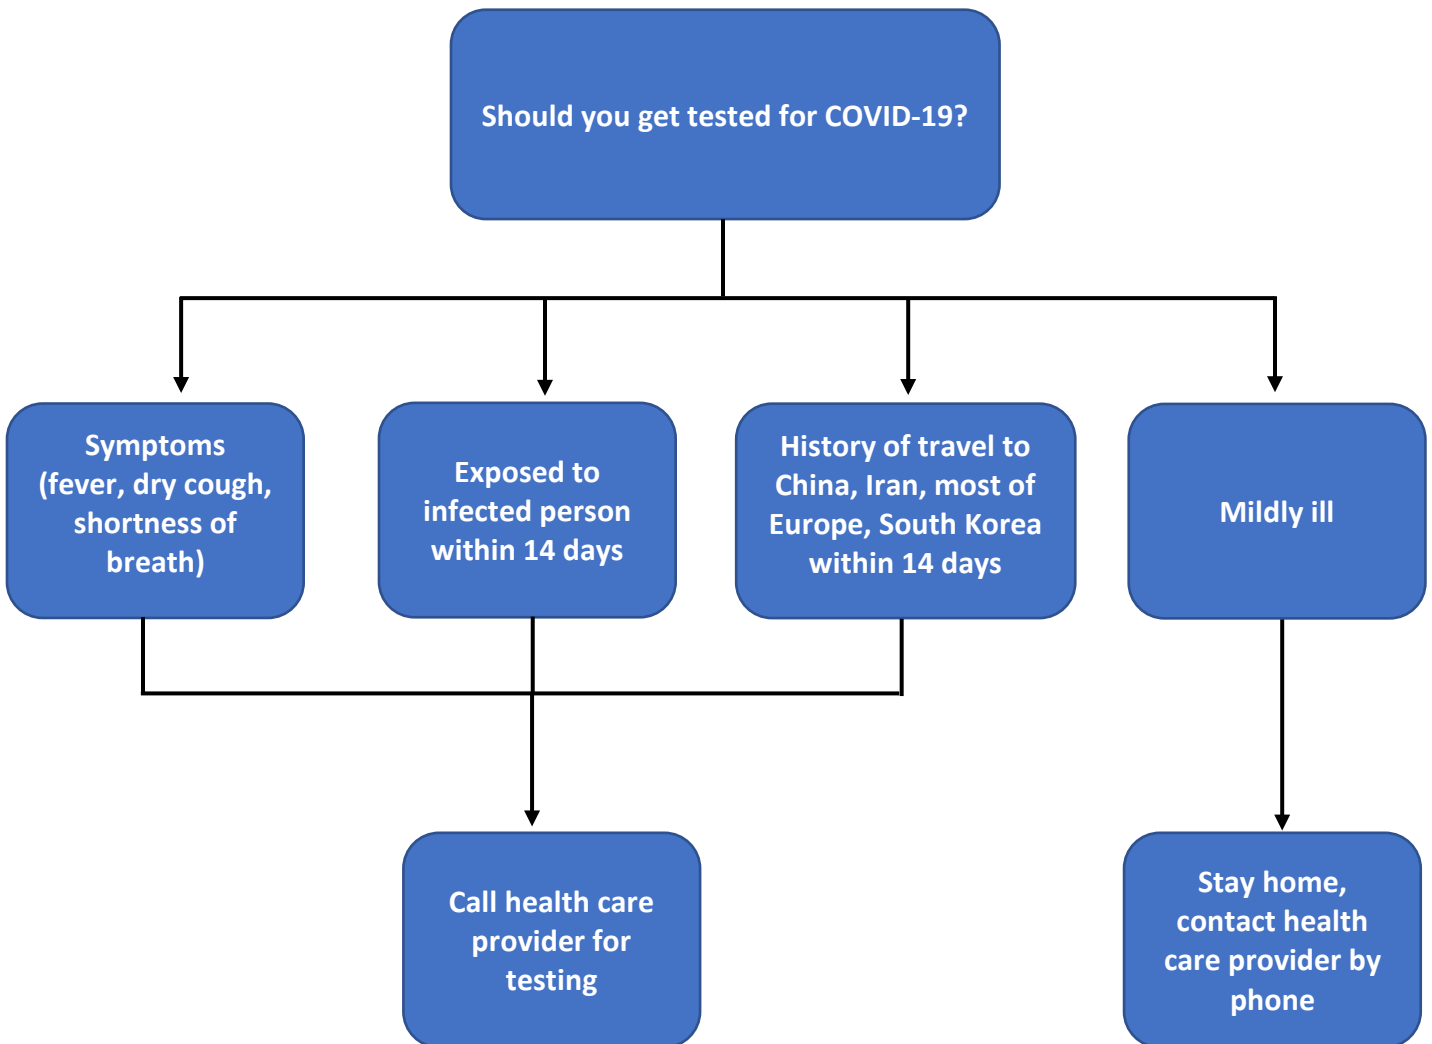 Should you get tested for COVID-19?
Symptoms
(fever, dry cough,
shortness of
breath)
Exposed to
infected person
within 14 days
History of travel to
China, Iran, most of
Europe, South Korea
within 14 days
Mildly ill
Call health care
provider for
testing
Stay home,
contact health
care provider by
phone